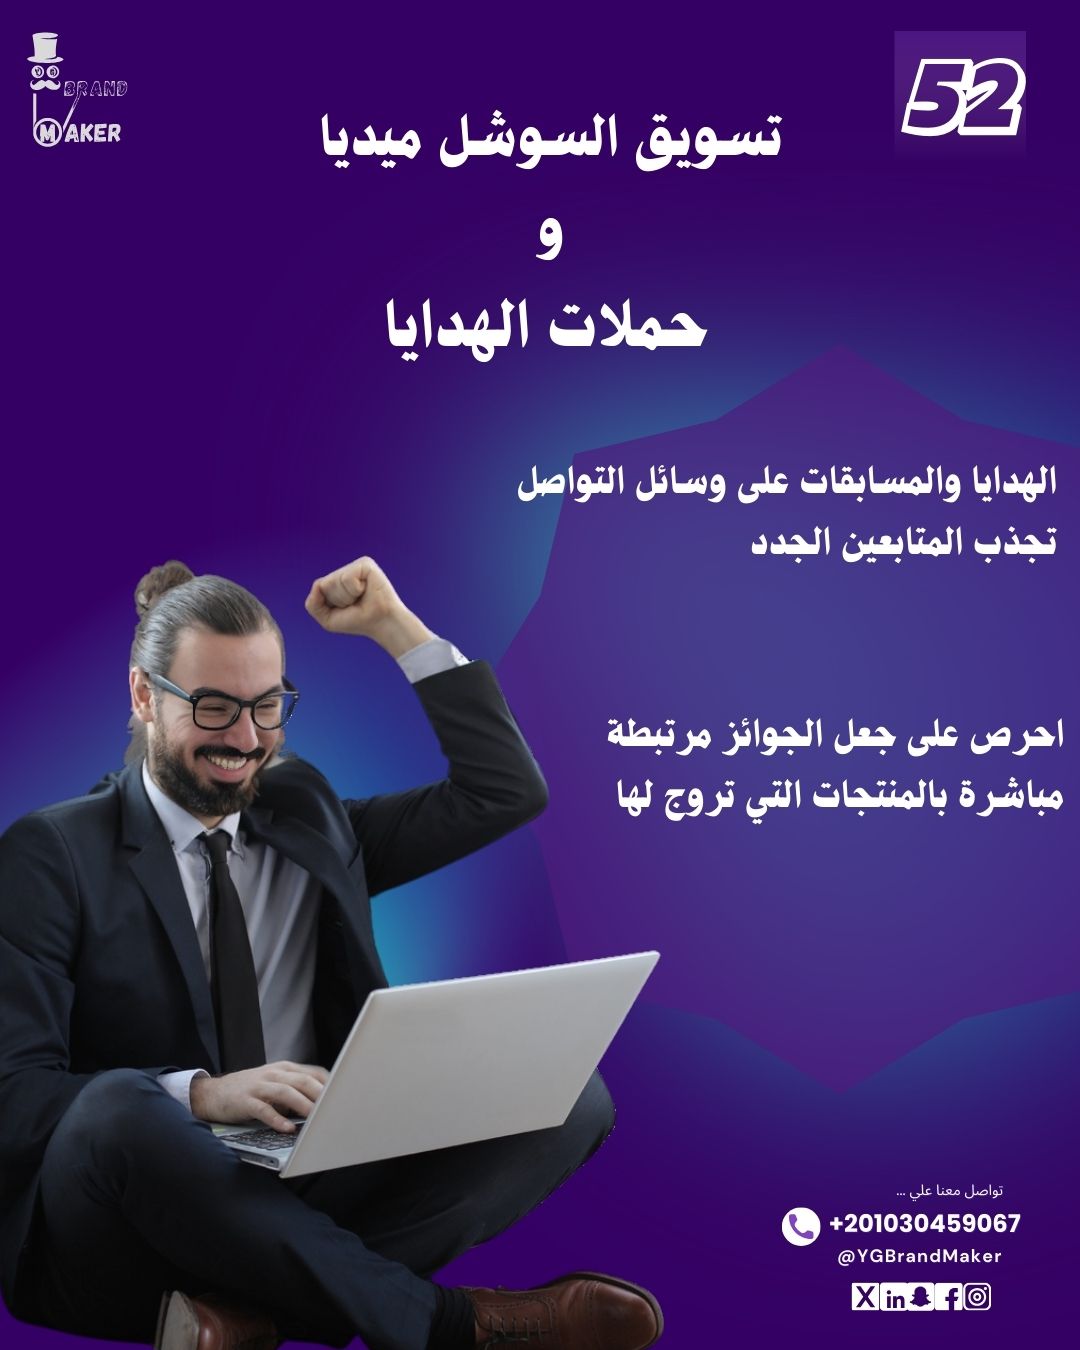 BRAND
MAKER
52
تسويق السوشل ميديا
و
حملات الهدايا
الهدايا والمسابقات على وسائل التواصل
تجذب المتابعين الجدد
احرص على جعل الجوائز مرتبطة
مباشرة بالمنتجات التي تروج لها
تواصل معنا علي ...
+201030459067
@YGBrandMaker